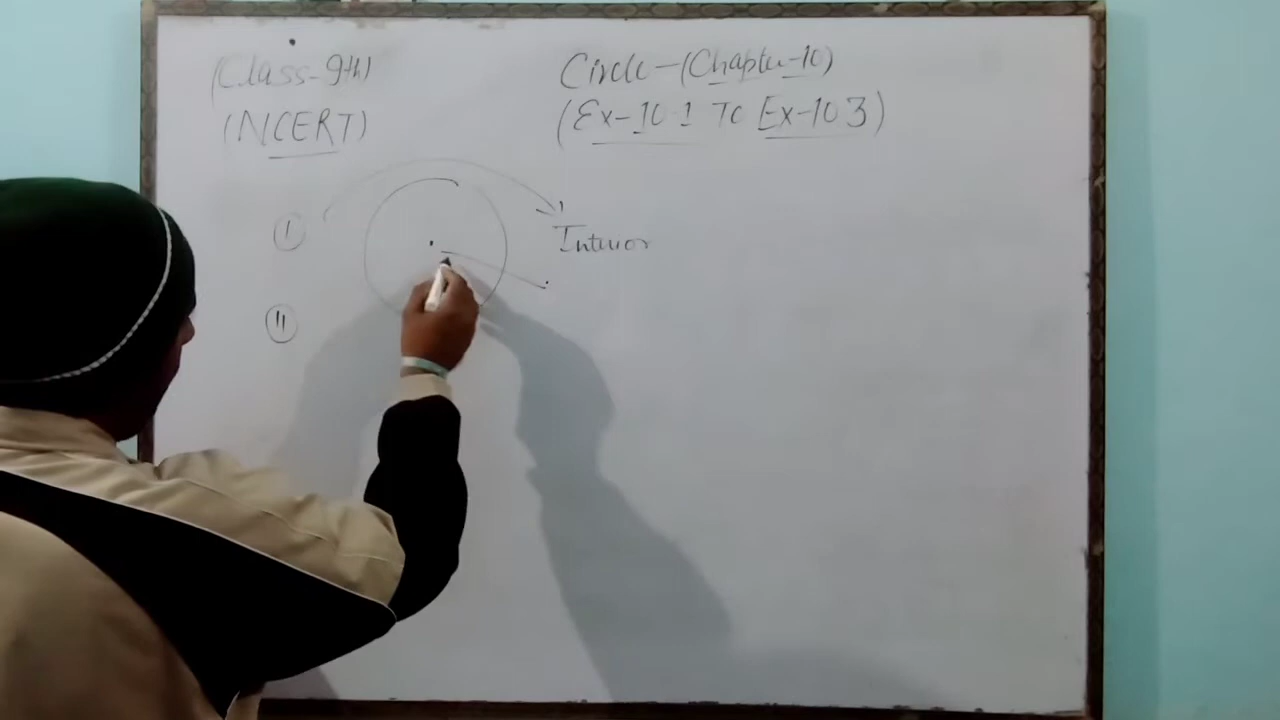 (Class-9th)
Circle-(Chapter-10)
(NCERT)
(Ex-10.1 To Ex-10.3)
(i)
Interior
(ii)